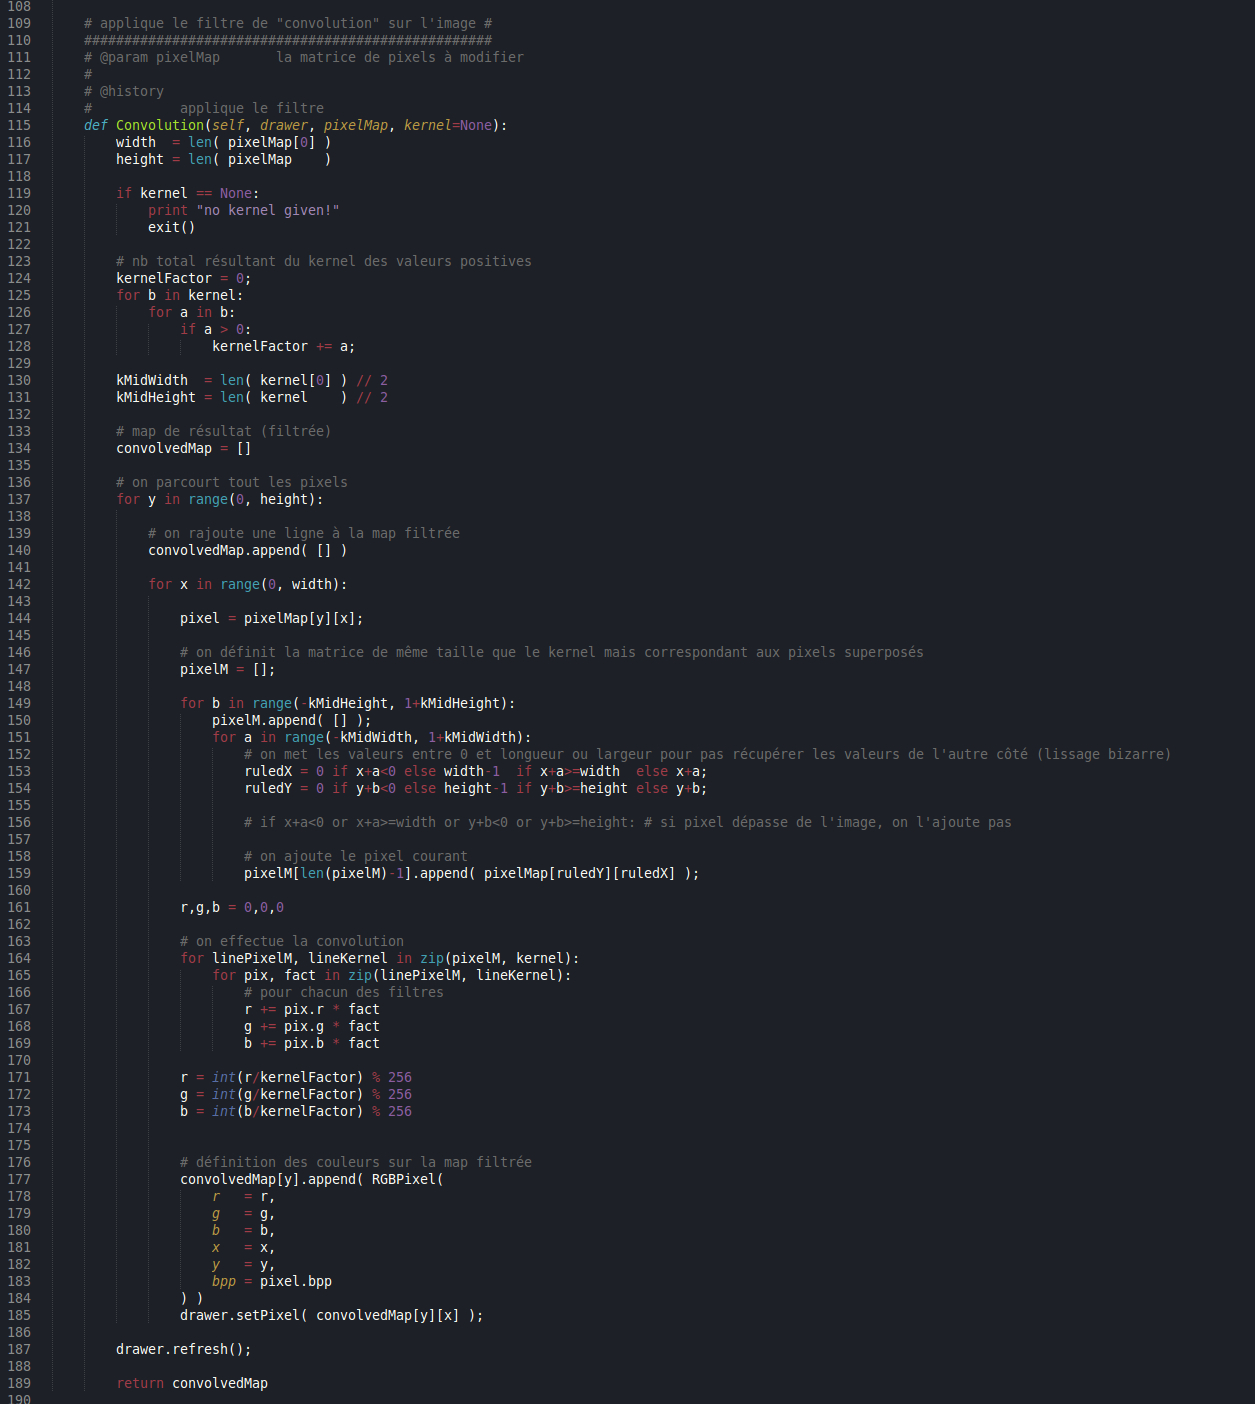 108
109 # applique le filtre de "convolution" sur l'image #
110 ###################################################
111 # @param pixelMap       la matrice de pixels à modifier
112 #
113 # @history
114 #           applique le filtre
115 def Convolution(self, drawer, pixelMap, kernel=None):
116     width  = len( pixelMap[0] )
117     height = len( pixelMap    )
118
119     if kernel == None:
120         print "no kernel given!"
121         exit()
122
123     # nb total résultant du kernel des valeurs positives
124     kernelFactor = 0;
125     for b in kernel:
126         for a in b:
127             if a > 0:
128                 kernelFactor += a;
129
130     kMidWidth  = len( kernel[0] ) // 2
131     kMidHeight = len( kernel    ) // 2
132
133     # map de résultat (filtrée)
134     convolvedMap = []
135
136     # on parcourt tout les pixels
137     for y in range(0, height):
138
139         # on rajoute une ligne à la map filtrée
140         convolvedMap.append( [] )
141
142         for x in range(0, width):
143
144             pixel = pixelMap[y][x];
145
146             # on définit la matrice de même taille que le kernel mais correspondant aux pixels superposés
147             pixelM = [];
148
149             for b in range(-kMidHeight, 1+kMidHeight):
150                 pixelM.append( [] );
151                 for a in range(-kMidWidth, 1+kMidWidth):
152                     # on met les valeurs entre 0 et longueur ou largeur pour pas récupérer les valeurs de l'autre côté (lissage bizarre)
153                     ruledX = 0 if x+a<0 else width-1  if x+a>=width  else x+a;
154                     ruledY = 0 if y+b<0 else height-1 if y+b>=height else y+b;
155
156                     # if x+a<0 or x+a>=width or y+b<0 or y+b>=height: # si pixel dépasse de l'image, on l'ajoute pas
157
158                     # on ajoute le pixel courant
159                     pixelM[len(pixelM)-1].append( pixelMap[ruledY][ruledX] );
160
161             r,g,b = 0,0,0
162
163             # on effectue la convolution
164             for linePixelM, lineKernel in zip(pixelM, kernel):
165                 for pix, fact in zip(linePixelM, lineKernel):
166                     # pour chacun des filtres
167                     r += pix.r * fact
168                     g += pix.g * fact
169                     b += pix.b * fact
170
171             r = int(r/kernelFactor) % 256
172             g = int(g/kernelFactor) % 256
173             b = int(b/kernelFactor) % 256
174
175
176             # définition des couleurs sur la map filtrée
177             convolvedMap[y].append( RGBPixel(
178                 r   = r,
179                 g   = g,
180                 b   = b,
181                 x   = x,
182                 y   = y,
183                 bpp = pixel.bpp
184             ) )
185             drawer.setPixel( convolvedMap[y][x] );
186
187     drawer.refresh();
188
189     return convolvedMap
190